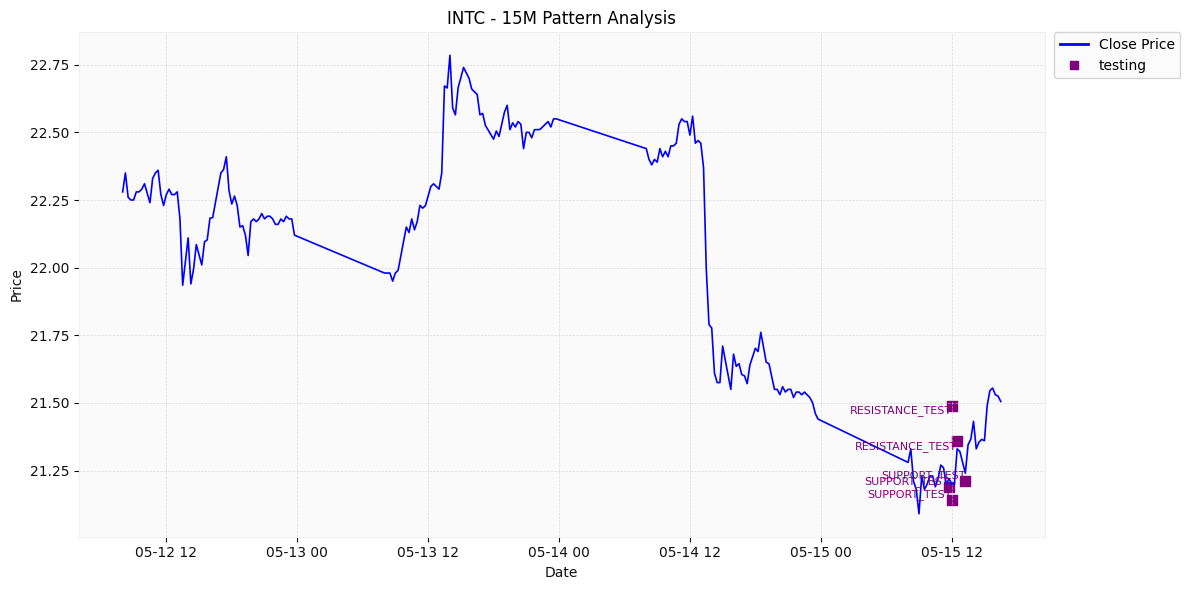 INTC - 15M Pattern Analysis
Close Price
testing
Price
22.75
22.50
22.25
22.00
21.75
21.50
21.25
RESISTANCE_TEST
RESISTANCE_TEST
SUPPORT_TEST
SUPPORT_TEST
SUPPORT_TEST
05-12 12
05-13 00
05-13 12
05-14 00
05-14 12
05-15 00
05-15 12
Date